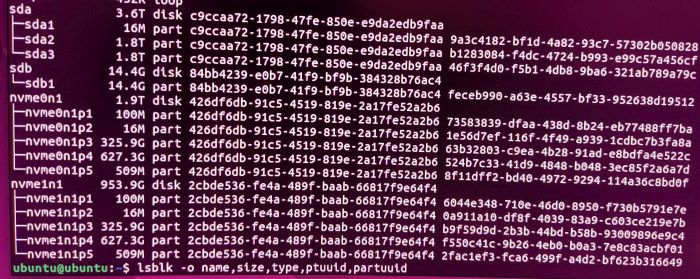 sda 3.6T disk c9ccaa72-1798-47fe-850e-e9da2edb9faa
├─sda1 16M part c9ccaa72-1798-47fe-850e-e9da2edb9faa 9a3c4182-bf1d-4a82-93c7-57302b050828
├─sda2 1.8T part c9ccaa72-1798-47fe-850e-e9da2edb9faa b1283084-f4dc-4724-b993-e99c57a456cf
└─sda3 1.8T part c9ccaa72-1798-47fe-850e-e9da2edb9faa 46f3f4d0-f5b1-4db8-9ba6-321ab789a79c
sdb 14.4G disk 84bb4239-e0b7-41f9-bf9b-384328b76ac4
└─sdb1 14.4G part 84bb4239-e0b7-41f9-bf9b-384328b76ac4 feceb990-a63e-4557-bf33-952638d19512
nvme0n1 1.9T disk 426df6db-91c5-4519-819e-2a17fe52a2b6
├─nvme0n1p1 100M part 426df6db-91c5-4519-819e-2a17fe52a2b6 73583839-dfaa-438d-8b24-eb77488ff7ba
├─nvme0n1p2 16M part 426df6db-91c5-4519-819e-2a17fe52a2b6 1e56d7ef-116f-4f49-a939-1cdbc7b3fa8a
├─nvme0n1p3 325.9G part 426df6db-91c5-4519-819e-2a17fe52a2b6 63b32803-c9ea-4b28-91ad-e8bdfa4e522c
├─nvme0n1p4 627.3G part 426df6db-91c5-4519-819e-2a17fe52a2b6 524b7c33-41d9-4848-b048-3ec85f2a6a7d
└─nvme0n1p5 509M part 426df6db-91c5-4519-819e-2a17fe52a2b6 8f11dff2-bd40-4972-9294-114a36c8bd0f
nvme1n1 953.9G disk 2cbde536-fe4a-489f-baab-66817f9e64f4
├─nvme1n1p1 100M part 2cbde536-fe4a-489f-baab-66817f9e64f4 6044e348-710e-46d0-8950-f730b5791e7e
├─nvme1n1p2 16M part 2cbde536-fe4a-489f-baab-66817f9e64f4 0a911a10-df8f-4039-83a9-c603ce219e7b
├─nvme1n1p3 325.9G part 2cbde536-fe4a-489f-baab-66817f9e64f4 b9f59d9d-2b3b-44bd-b58b-93009896e9c4
├─nvme1n1p4 627.3G part 2cbde536-fe4a-489f-baab-66817f9e64f4 f550c41c-9b26-4eb0-b0a3-7e8c83acbf01
└─nvme1n1p5 509M part 2cbde536-fe4a-489f-baab-66817f9e64f4 2fac1ef3-fca6-499f-a4d2-bf623b316649
ubuntu@ubuntu:~$ lsblk -o name,size,type,ptuuid,partuuid